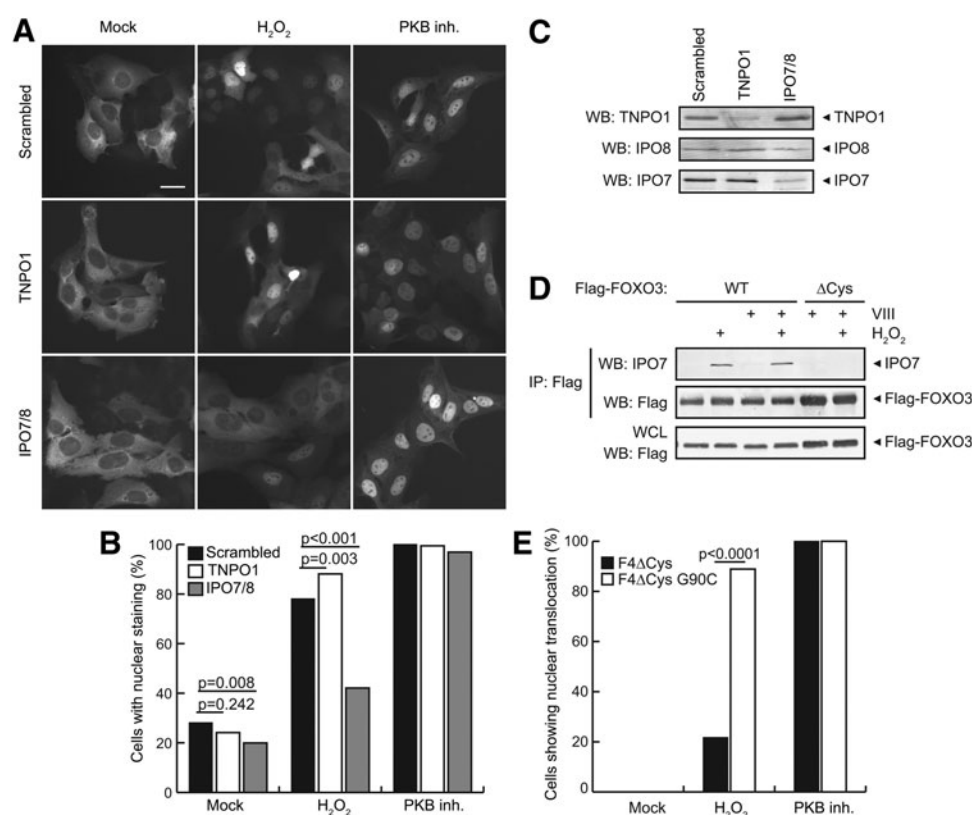 A
Mock
H₂O₂
PKB inh.
Scrambled
TNPO1
IPO7/8
B
Cells with nuclear staining (%)
100
80
60
40
20
Scrambled
TNPO1
IPO7/8
p=0.008
p=0.242
p<0.001
p=0.003
Mock
H₂O₂
PKB inh.
C
Scrambled
TNPO1
IPO7/8
WB: TNPO1 ◄TNPO1
WB: IPO8 ◄IPO8
WB: IPO7 ◄IPO7
D
Flag-FOXO3: WT ΔCys
+ + + + VIII
+ + + H₂O₂
IP: Flag
WB: IPO7 ◄IPO7
WB: Flag ◄Flag-FOXO3
WCL
WB: Flag ◄Flag-FOXO3
E
Cells showing nuclear translocation (%)
100
80
60
40
20
0
F4ΔCys
F4ΔCys G90C
p<0.0001
Mock
H₂O₂
PKB inh.